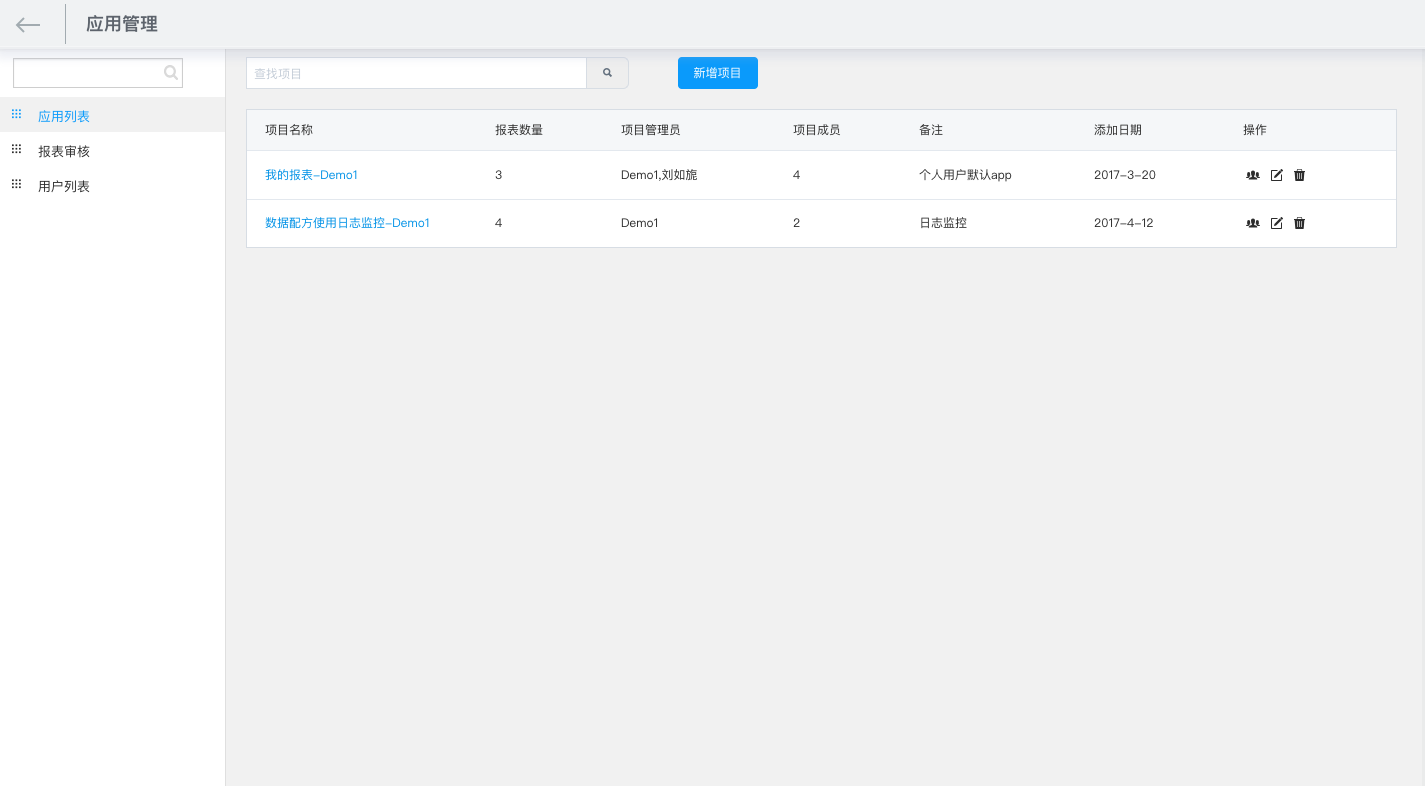 应用管理
查找项目
新增项目
应用列表
报表审核
用户列表
项目名称 报表数量 项目管理员 项目成员 备注 添加日期 操作
我的报表-Demo1 3 Demo1,刘如旎 4 个人用户默认app 2017-3-20
数据配方使用日志监控-Demo1 4 Demo1 2 日志监控 2017-4-12